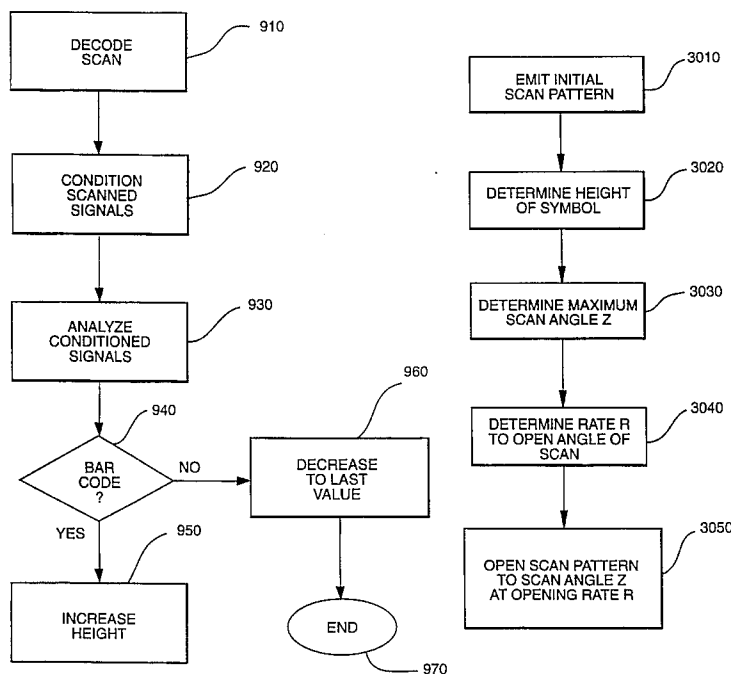 DECODE
SCAN
910
CONDITION
SCANNED
SIGNALS
920
ANALYZE
CONDITIONED
SIGNALS
930
BAR
CODE
?
940
NO
YES
DECREASE
TO LAST
VALUE
960
INCREASE
HEIGHT
950
END
970
EMIT INITIAL
SCAN PATTERN
3010
DETERMINE HEIGHT
OF SYMBOL
3020
DETERMINE MAXIMUM
SCAN ANGLE Z
3030
DETERMINE RATE R
TO OPEN ANGLE OF
SCAN
3040
OPEN SCAN PATTERN
TO SCAN ANGLE Z
AT OPENING RATE R
3050